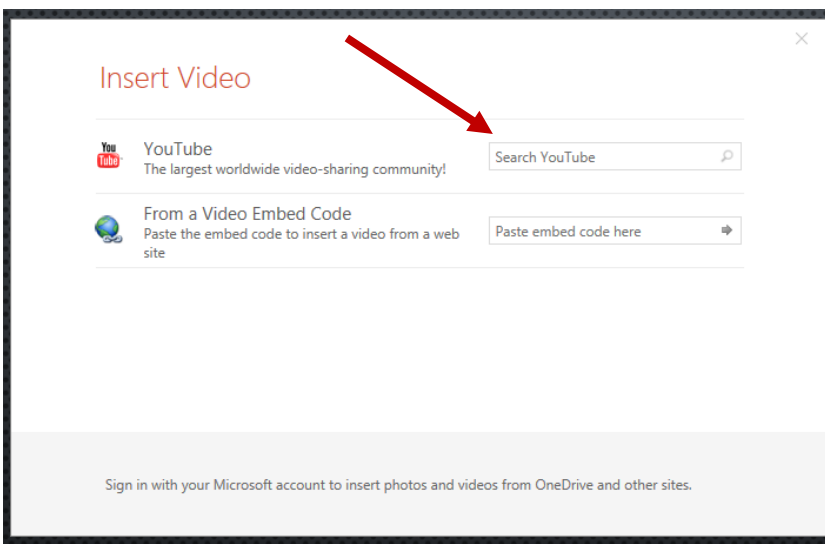 Insert Video
You
Tube
YouTube
The largest worldwide video-sharing community!
Search YouTube
From a Video Embed Code
Paste the embed code to insert a video from a web
site
Paste embed code here
Sign in with your Microsoft account to insert photos and videos from OneDrive and other sites.